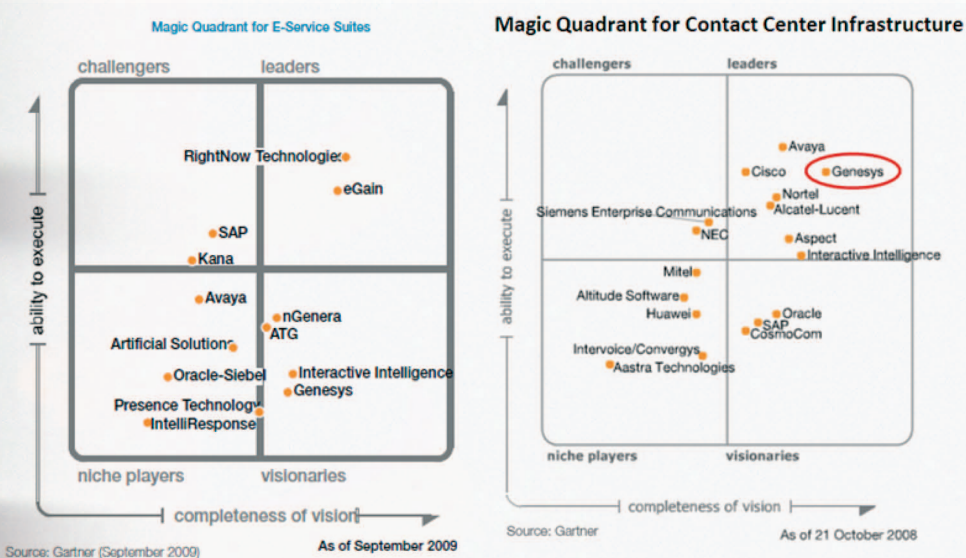 Magic Quadrant for E-Service Suites
challengers
leaders
RightNow Technologies
eGain
SAP
Kana
Avaya
nGenera
ATG
Artificial Solutions
Oracle-Siebel
Interactive Intelligence
Genesys
Presence Technology
IntelliResponse
niche players
visionaries
ability to execute
completeness of vision
As of September 2009
Source: Gartner (September 2009)
Magic Quadrant for Contact Center Infrastructure
challengers
leaders
Avaya
Cisco
Genesys
Nortel
Alcatel-Lucent
Siemens Enterprise Communications
NEC
Aspect
Interactive Intelligence
Mitel
Altitude Software
Huawei
Oracle
SAP
CosmoCom
Intervoice/Convergys
Aastra Technologies
niche players
visionaries
ability to execute
completeness of vision
Source: Gartner
As of 21 October 2008